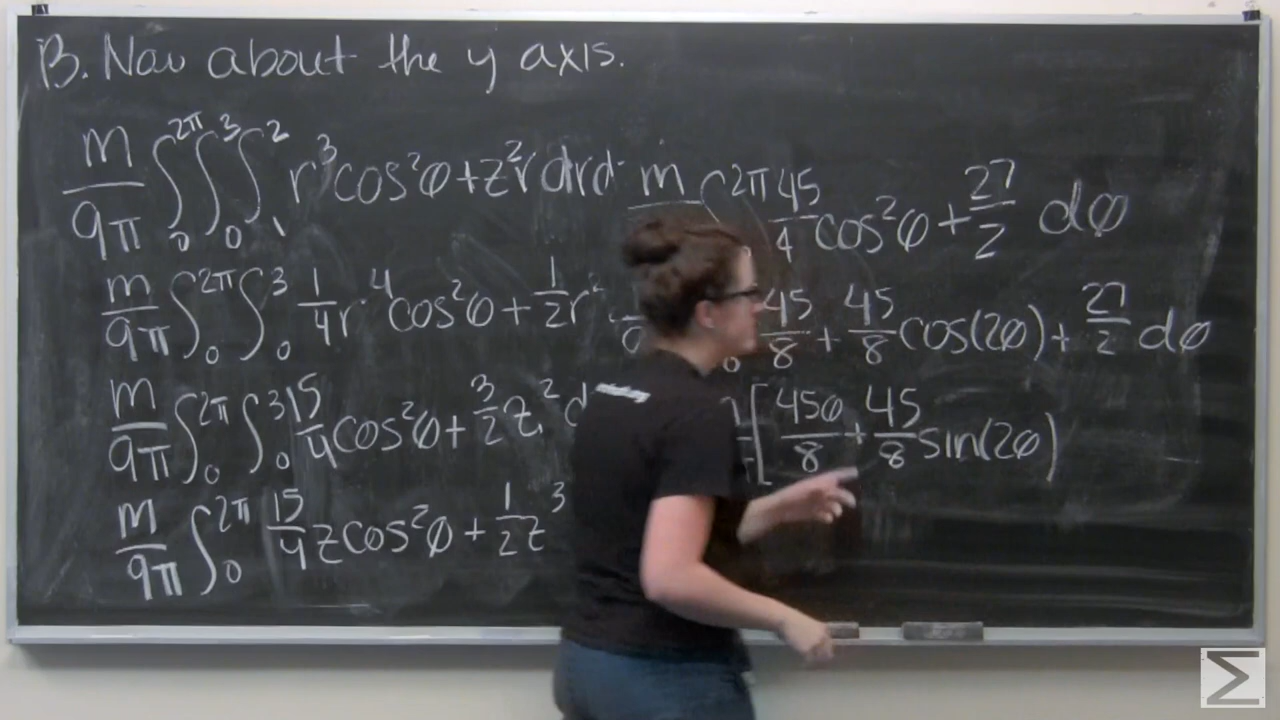 B. Now about the y axis.
m/9π ∫₀^2π ∫₀^3 ∫₁^2 r³cos²φ+z²r drd
m/9π ∫₀^2π ∫₀^3 1/4 r⁴cos²φ + 1/2 r²
m/9π ∫₀^2π ∫₀^3 15/4 cos²φ + 3/2 z² d
m/9π ∫₀^2π 15/4 z cos²φ + 1/2 z³
m ∫ 2π 45/4 cos²φ + 27/2 dφ
45/8 + 45/8 cos(2φ) + 27/2 dφ
[45φ/8 + 45/8 sin(2φ)
Σ